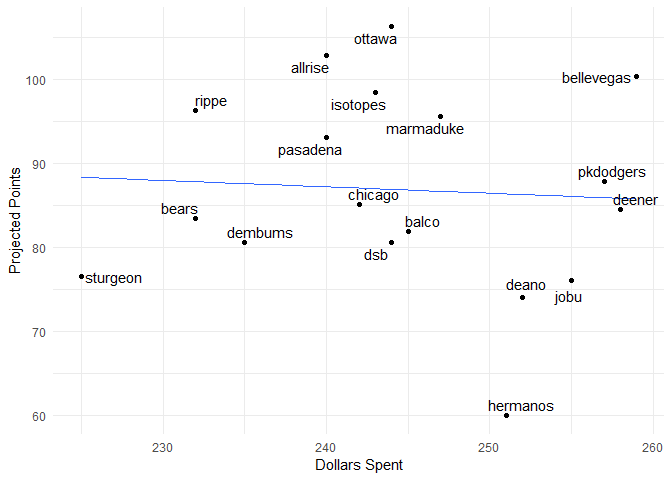 ottawa
allrise
bellevegas
100
rippe
isotopes
marmaduke
pasadena
90
pkdodgers
chicago
deener
bears
balco
dembums
80
dsb
sturgeon
deano
jobu
70
hermanos
60
Projected Points
230
240
250
260
Dollars Spent